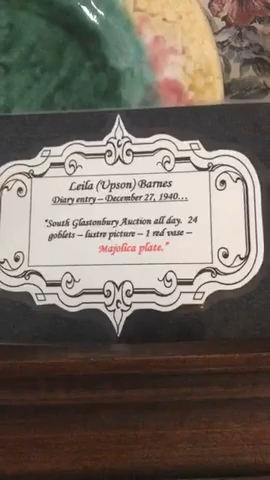 Leila (Upson) Barnes
Diary entry – December 27, 1940...
"South Glastonbury Auction all day. 24
goblets – lustre picture – 1 red vase –
Majolica plate."